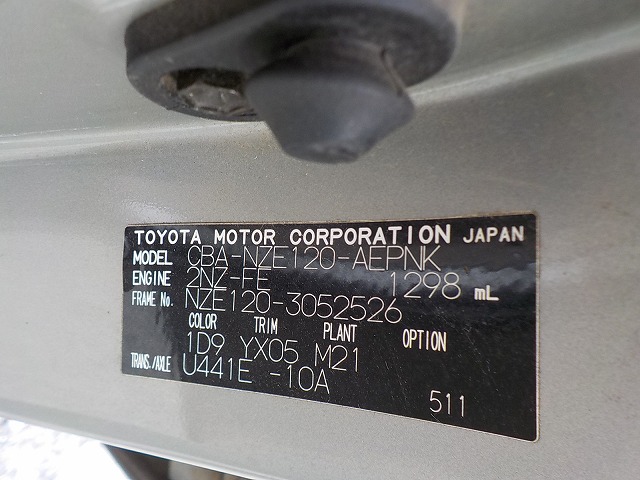 TOYOTA MOTOR CORPORATION JAPAN
MODEL CBA-NZE120-AEPNK
ENGINE 2NZ-FE 1298 mL
FRAME No. NZE120-3052526
COLOR TRIM PLANT OPTION
1D9 YX05 M21
TRANS./AXLE U441E -10A
511